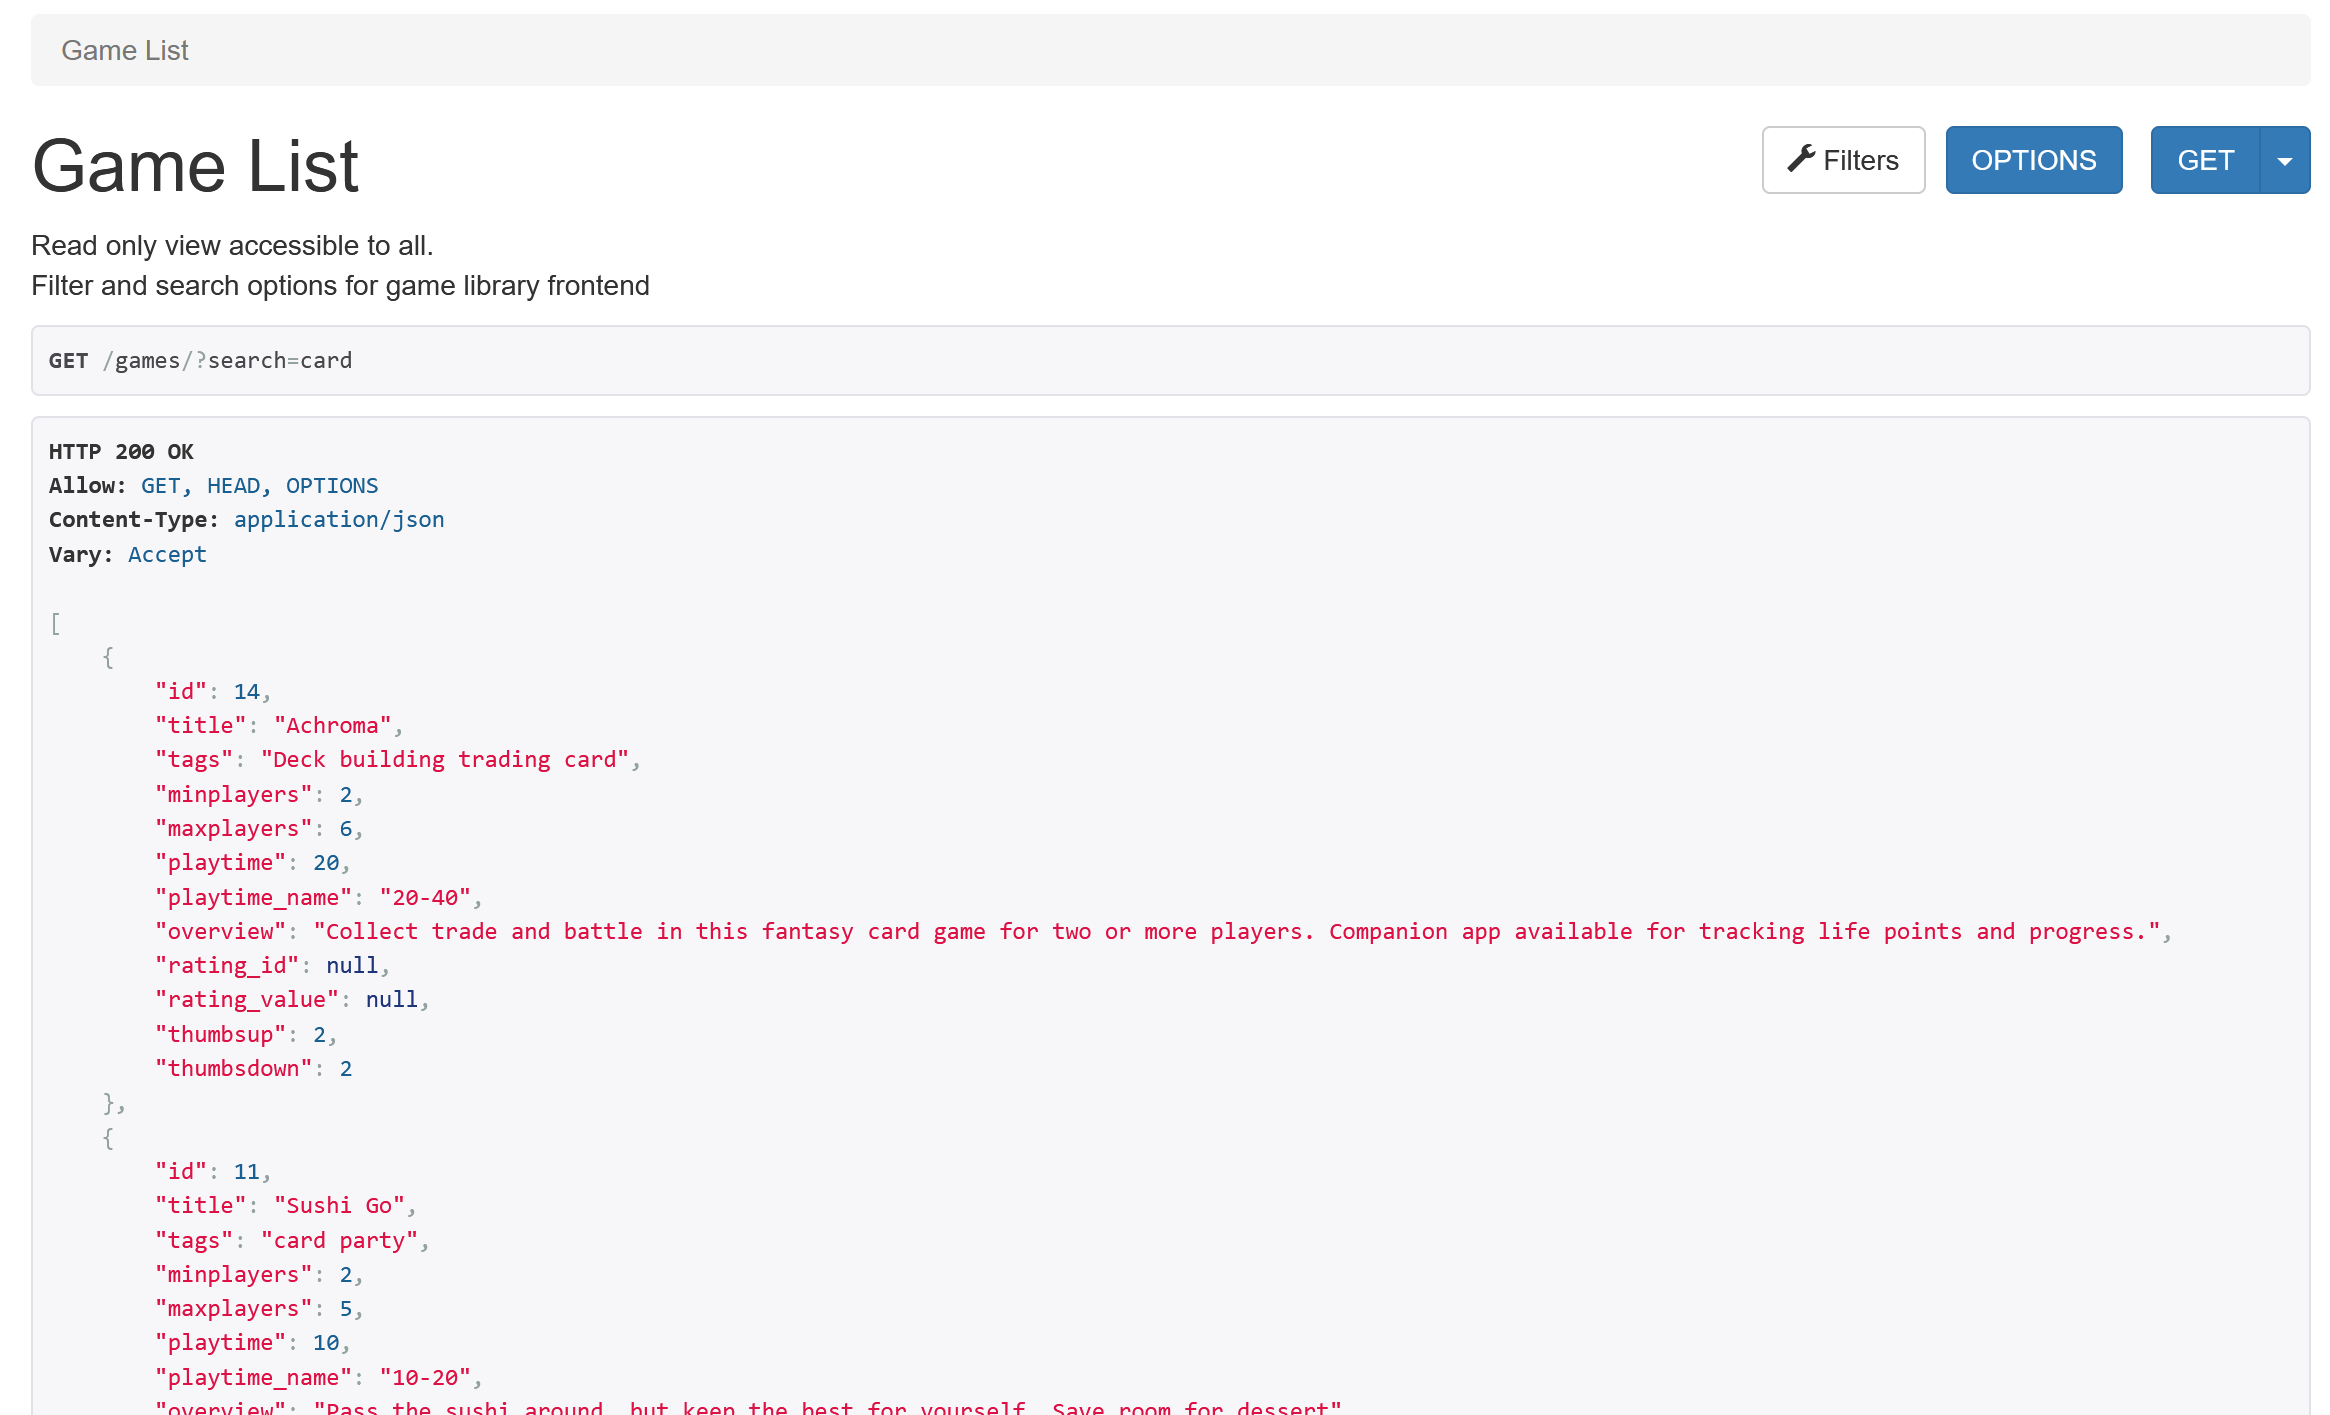 Game List
Game List
Filters
OPTIONS
GET
Read only view accessible to all.
Filter and search options for game library frontend
GET /games/?search=card
HTTP 200 OK
Allow: GET, HEAD, OPTIONS
Content-Type: application/json
Vary: Accept
[
{
"id": 14,
"title": "Achroma",
"tags": "Deck building trading card",
"minplayers": 2,
"maxplayers": 6,
"playtime": 20,
"playtime_name": "20-40",
"overview": "Collect trade and battle in this fantasy card game for two or more players. Companion app available for tracking life points and progress.",
"rating_id": null,
"rating_value": null,
"thumbsup": 2,
"thumbsdown": 2
},
{
"id": 11,
"title": "Sushi Go",
"tags": "card party",
"minplayers": 2,
"maxplayers": 5,
"playtime": 10,
"playtime_name": "10-20",
"overview": "Pass the sushi around, but keep the best for yourself. Save room for dessert"